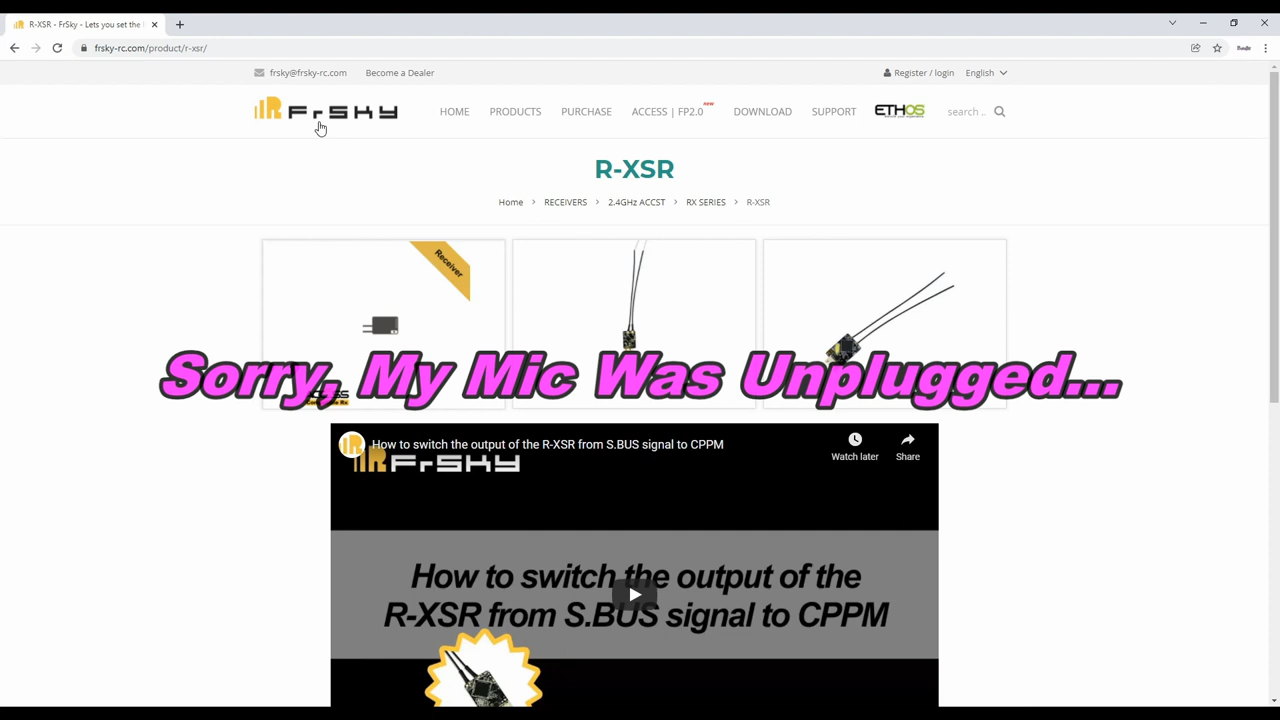 R-XSR - FrSky - Lets you set the
frsky-rc.com/product/r-xsr/
frsky@frsky-rc.com Become a Dealer Register / login English
FrSky HOME PRODUCTS PURCHASE ACCESS | FP2.0 new DOWNLOAD SUPPORT ETHOS search ..
R-XSR
Home > RECEIVERS > 2.4GHz ACCST > RX SERIES > R-XSR
Receiver
Sorry, My Mic Was Unplugged...
How to switch the output of the R-XSR from S.BUS signal to CPPM
Watch later Share
FrSky
How to switch the output of the
R-XSR from S.BUS signal to CPPM